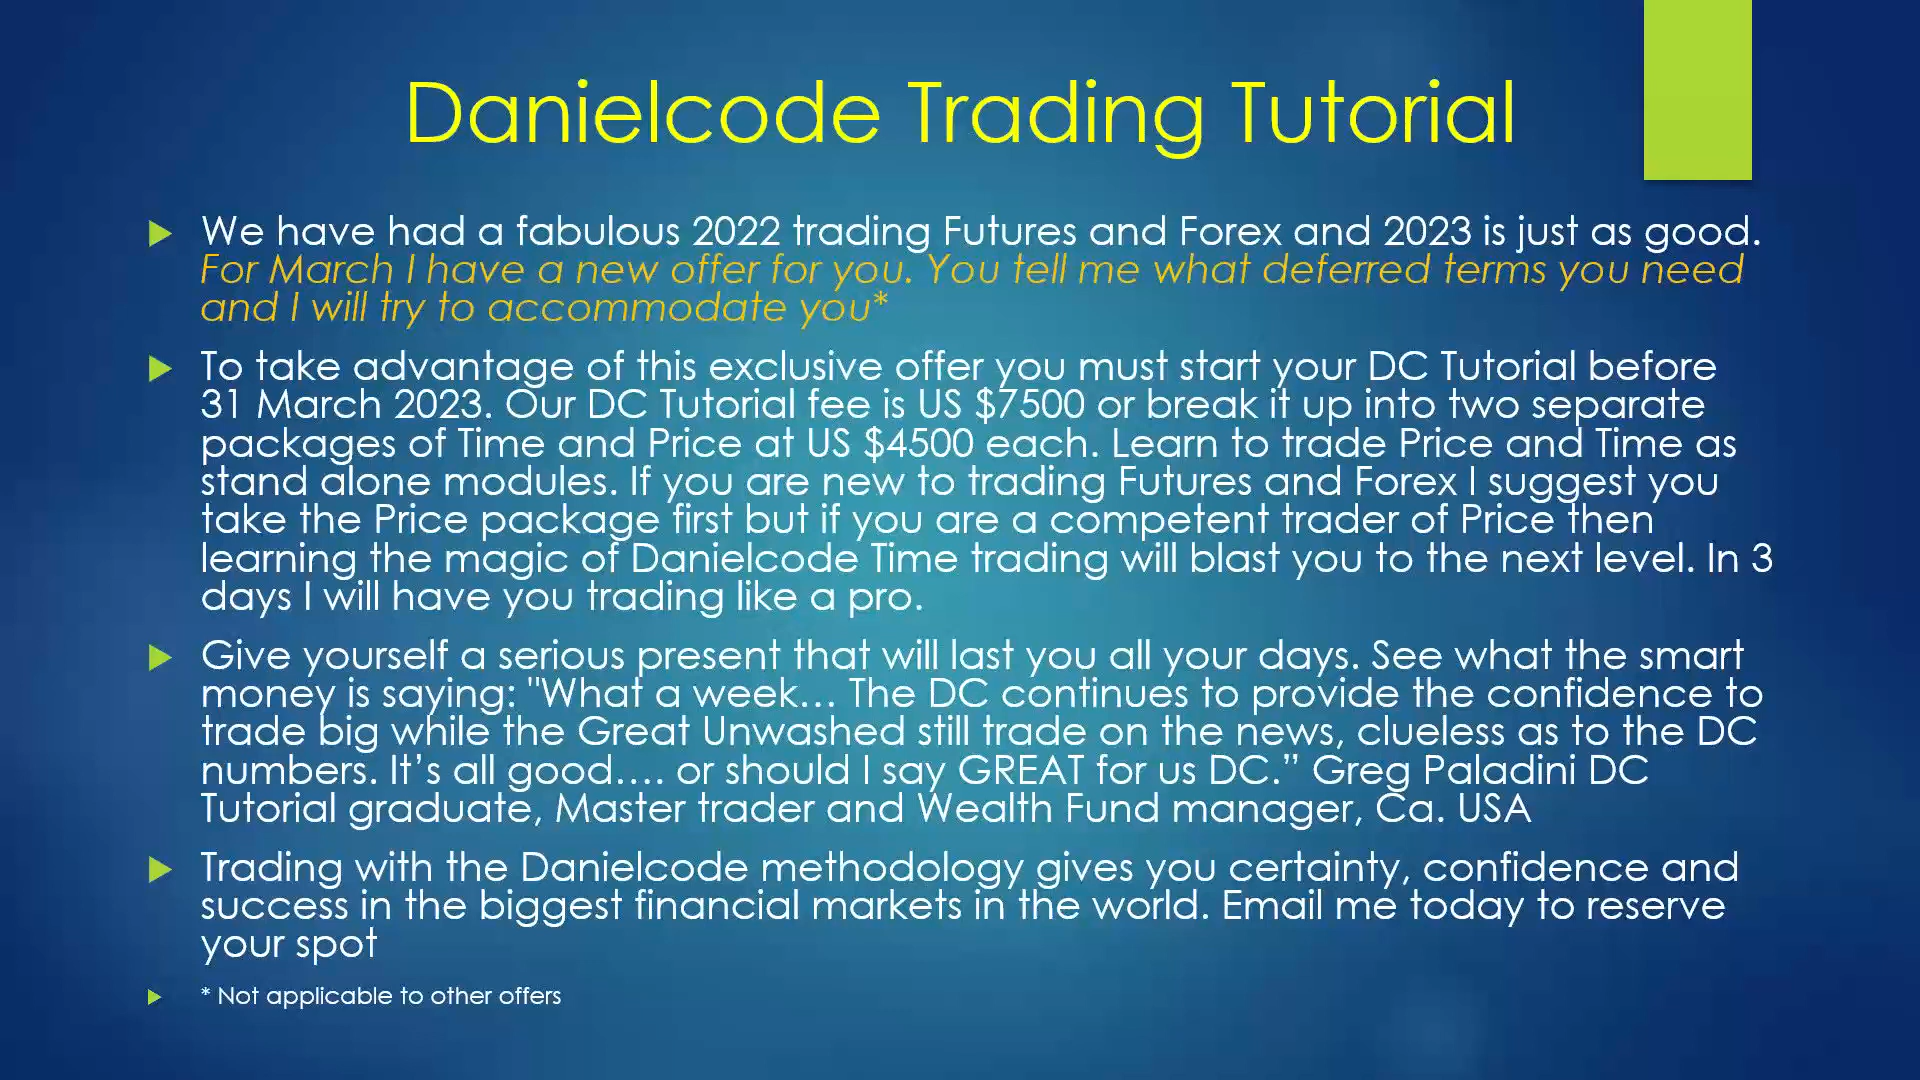 Danielcode Trading Tutorial
We have had a fabulous 2022 trading Futures and Forex and 2023 is just as good.
For March I have a new offer for you. You tell me what deferred terms you need
and I will try to accommodate you*
To take advantage of this exclusive offer you must start your DC Tutorial before
31 March 2023. Our DC Tutorial fee is US $7500 or break it up into two separate
packages of Time and Price at US $4500 each. Learn to trade Price and Time as
stand alone modules. If you are new to trading Futures and Forex I suggest you
take the Price package first but if you are a competent trader of Price then
learning the magic of Danielcode Time trading will blast you to the next level. In 3
days I will have you trading like a pro.
Give yourself a serious present that will last you all your days. See what the smart
money is saying: "What a week… The DC continues to provide the confidence to
trade big while the Great Unwashed still trade on the news, clueless as to the DC
numbers. It’s all good…. or should I say GREAT for us DC.” Greg Paladini DC
Tutorial graduate, Master trader and Wealth Fund manager, Ca. USA
Trading with the Danielcode methodology gives you certainty, confidence and
success in the biggest financial markets in the world. Email me today to reserve
your spot
* Not applicable to other offers